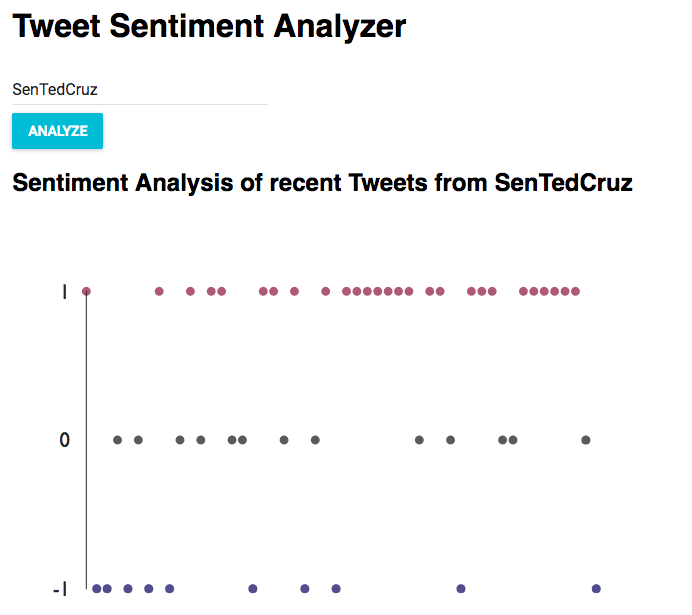 Tweet Sentiment Analyzer
SenTedCruz
ANALYZE
Sentiment Analysis of recent Tweets from SenTedCruz
1
0
-1